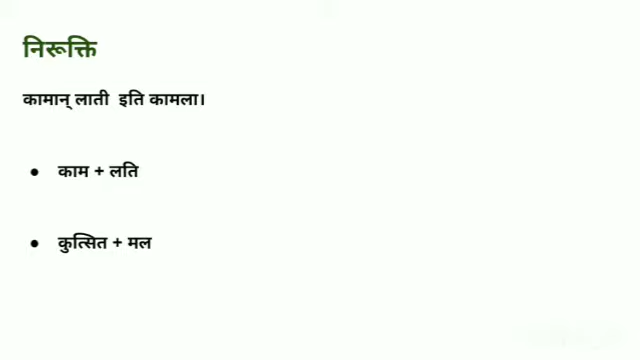 निरूक्ति
कामान् लाती इति कामला।
● काम + लति
● कुत्सित + मल